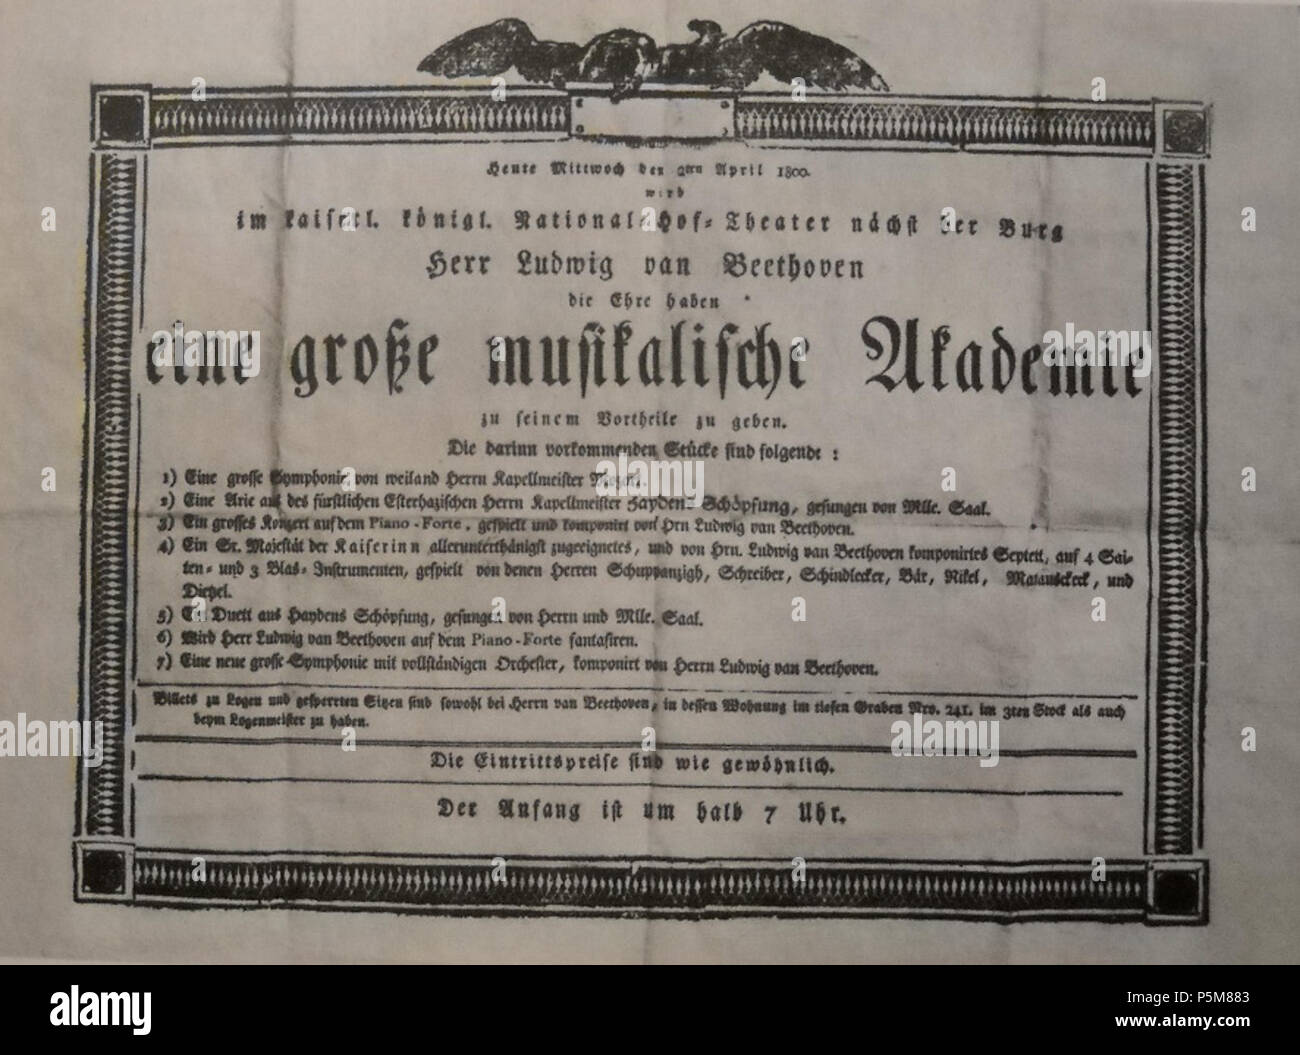 Heute Mittwoch den 2ten April 1800.
wird
im kaiserl. königl. National-Hof-Theater nächst der Burg
Herr Ludwig van Beethoven
die Ehre haben
eine große musikalische Akademie
zu seinem Vortheile zu geben.
Die darinn vorkommenden Stücke sind folgende:
1) Eine grosse Symphonie von weiland Herrn Kapellmeister Mozart.
2) Eine Arie aus des fürstlichen Esterhazischen Herrn Kapellmeister Haydens Schöpfung, gesungen von Mlle. Saal.
3) Ein grosses Konzert auf dem Piano-Forte, gespielt und komponirt von Hrn Ludwig van Beethoven.
4) Ein Sr. Majestät der Kaiserinn allerunterthänigst zugeeignetes, und von Hrn. Ludwig van Beethoven komponirtes Septett, auf 4 Sai-
ten- und 3 Blas-Instrumenten, gespielt von denen Herren Schuppanzigh, Schreiber, Schindlecker, Bär, Nikel, Matauscheck, und
Dietzel.
5) Ein Duett aus Haydens Schöpfung, gesungen von Herrn und Mlle. Saal.
6) Wird Herr Ludwig van Beethoven auf dem Piano-Forte fantasiren.
7) Eine neue grosse Symphonie mit vollständigen Orchester, komponirt von Herrn Ludwig van Beethoven.
Billets zu Logen und gesperrten Sitzen sind sowohl bei Herrn van Beethoven, in dessen Wohnung im tiefen Graben Nro. 241. im 3ten Stock als auch
beym Logenmeister zu haben.
Die Eintrittspreise sind wie gewöhnlich.
Der Anfang ist um halb 7 Uhr.
alamy
Image ID: P5M883
www.alamy.com